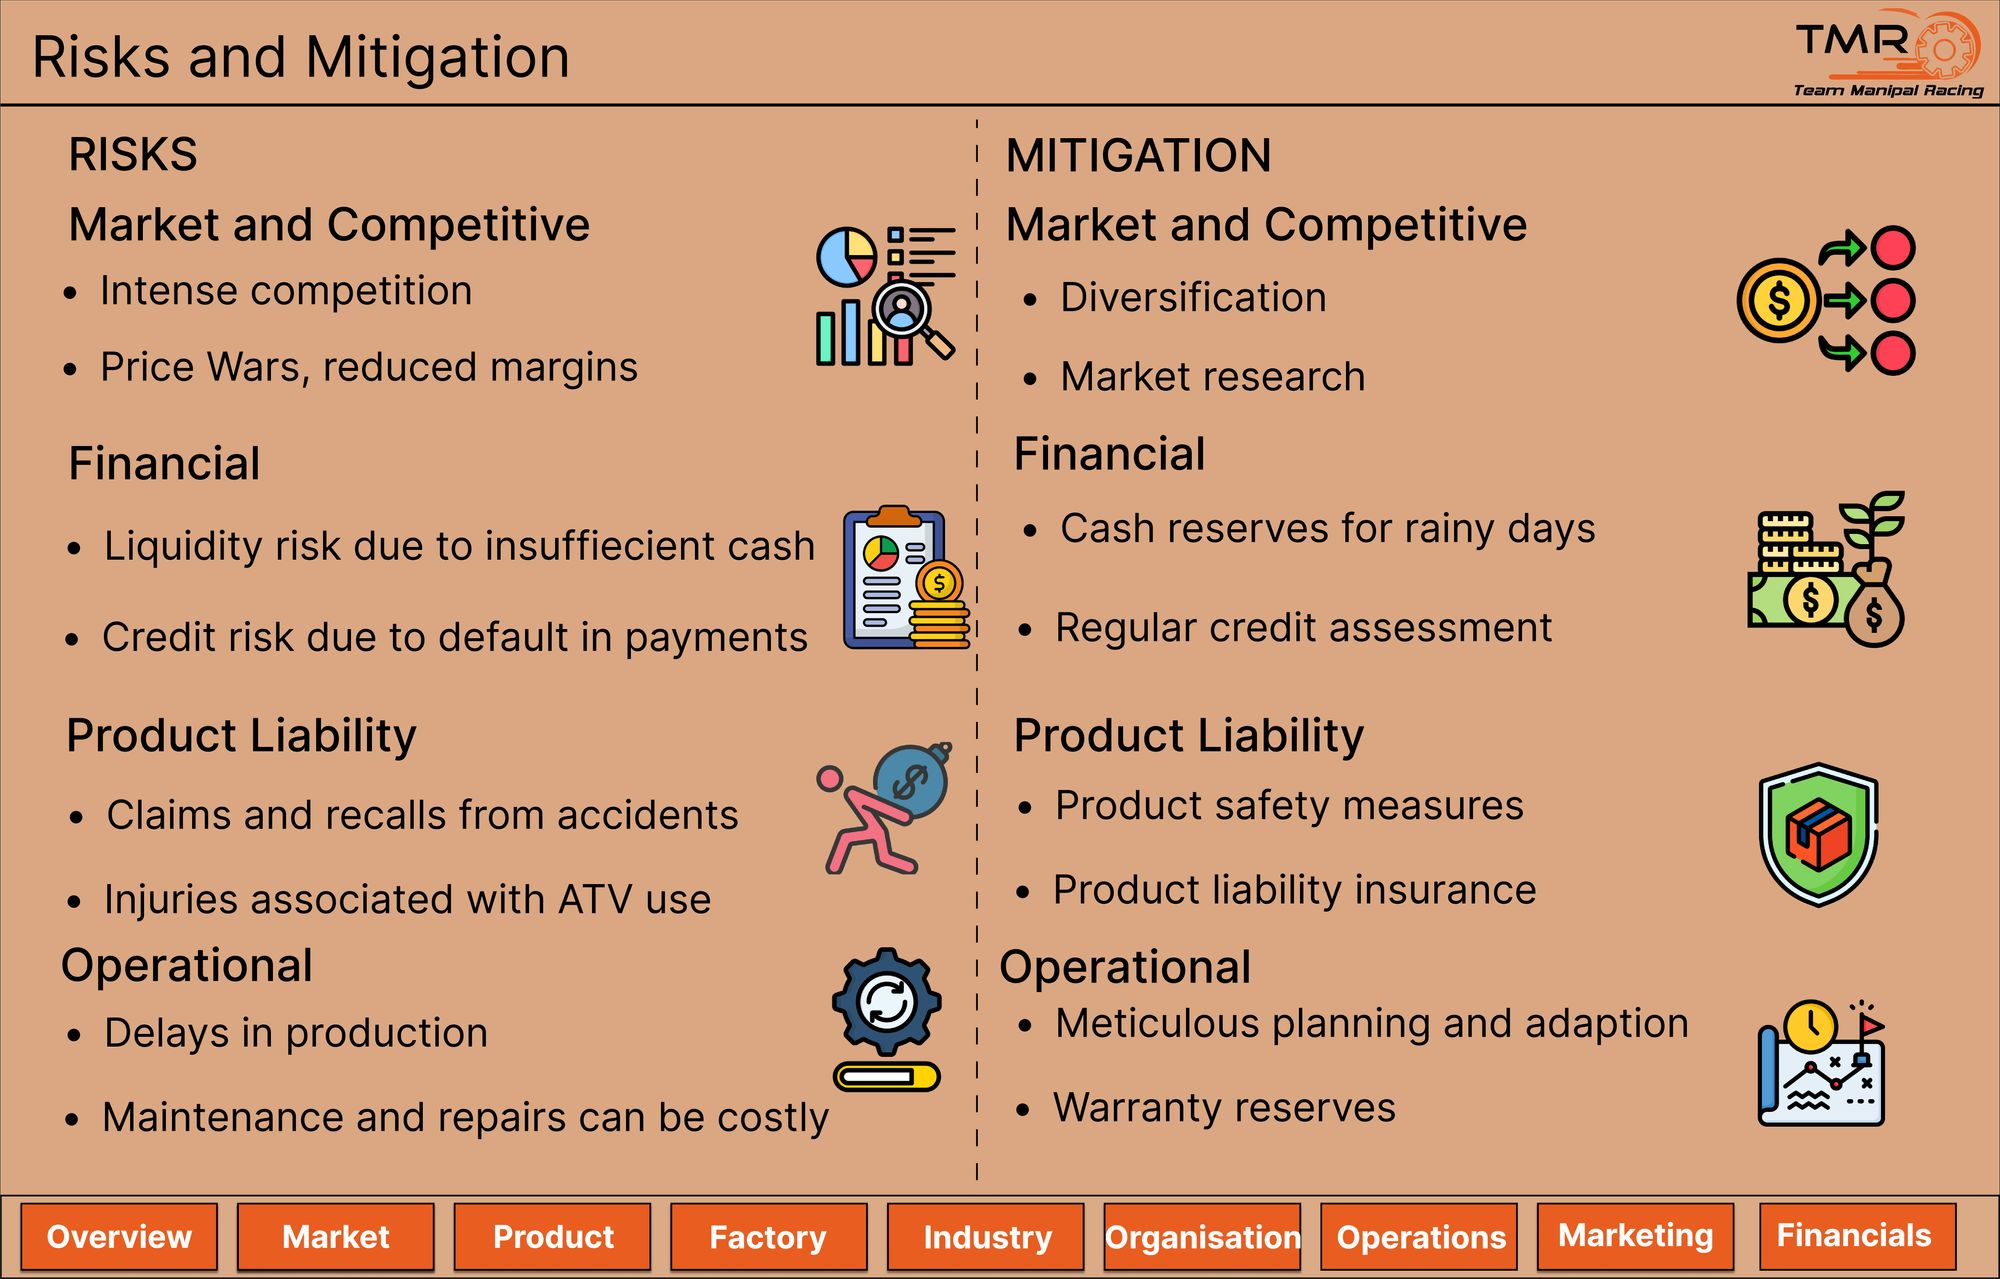 Risks and Mitigation
TMR
Team Manipal Racing
RISKS
Market and Competitive
• Intense competition
• Price Wars, reduced margins
Financial
• Liquidity risk due to insuffiecient cash
• Credit risk due to default in payments
Product Liability
• Claims and recalls from accidents
• Injuries associated with ATV use
Operational
• Delays in production
• Maintenance and repairs can be costly
MITIGATION
Market and Competitive
• Diversification
• Market research
Financial
• Cash reserves for rainy days
• Regular credit assessment
Product Liability
• Product safety measures
• Product liability insurance
Operational
• Meticulous planning and adaption
• Warranty reserves
Overview
Market
Product
Factory
Industry
Organisation
Operations
Marketing
Financials